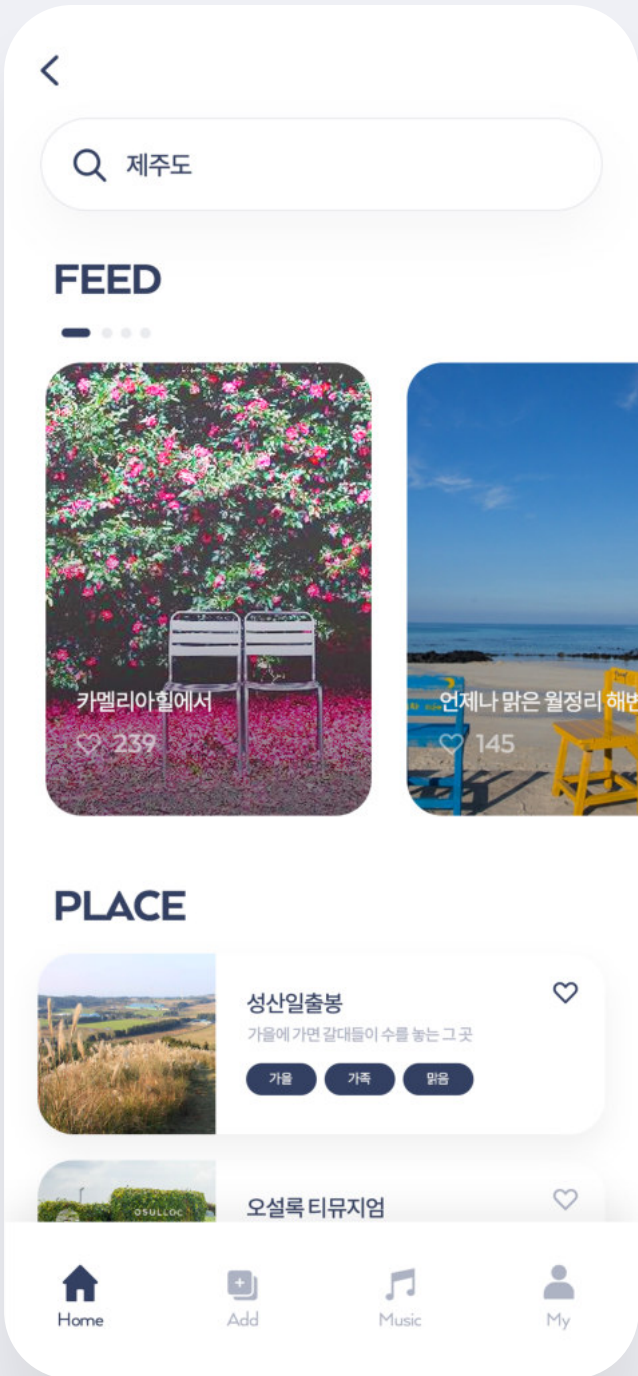 제주도
FEED
카멜리아힐에서
239
언제나 맑은 월정리 해변
145
PLACE
성산일출봉
가을에 가면 갈대들이 수를 놓는 그 곳
가을 가족 맑음
OSULLOC
오설록 티뮤지엄
Home Add Music My